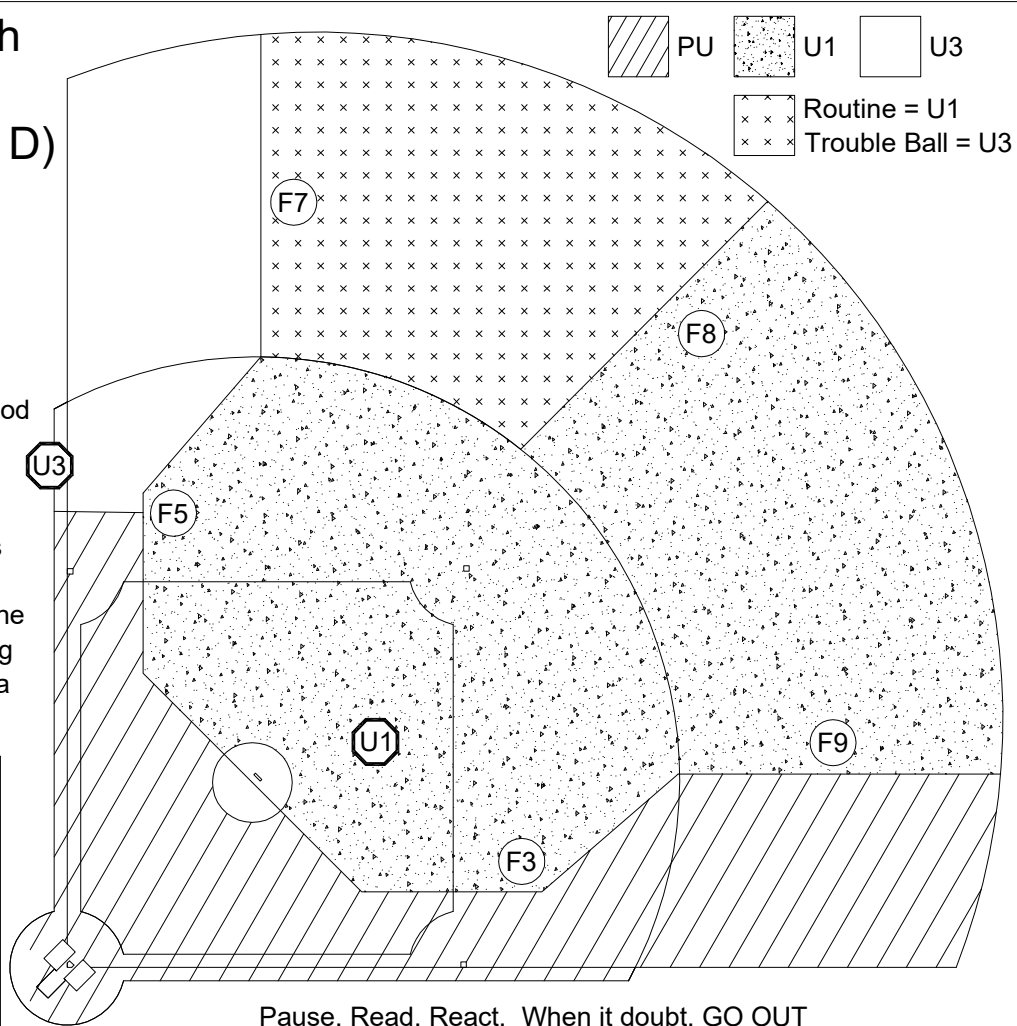 h
D)
PU
U1
U3
Routine = U1
Trouble Ball = U3
F7
F8
od
U3
F5
s
ne
g
a
U1
F9
F3
Pause. Read. React. When it doubt. GO OUT